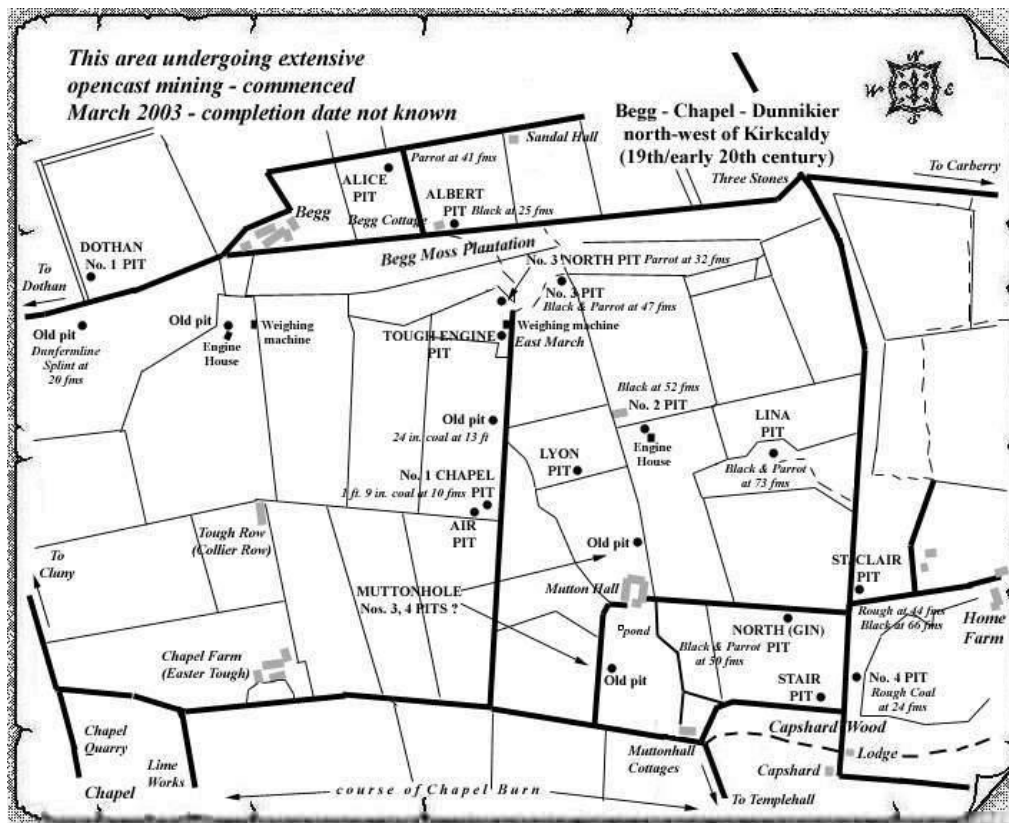 This area undergoing extensive
opencast mining - commenced
March 2003 - completion date not known
N
W
E
S
Begg - Chapel - Dunnikier
north-west of Kirkcaldy
(19th/early 20th century)
Sandal Hall
Parrot at 41 fms
ALICE
PIT
To Carberry
Three Stones
Begg
Begg Cottage
ALBERT
PIT
Black at 25 fms
DOTHAN
No. 1 PIT
Begg Moss Plantation
To
Dothan
No. 3 NORTH PIT Parrot at 32 fms
No. 3 PIT
Black & Parrot at 47 fms
Old pit
Dunfermline
Splint at
20 fms
Old pit
Engine
House
Weighing
machine
TOUGH ENGINE
PIT
Weighing machine
East March
Black at 52 fms
No. 2 PIT
Engine
House
Old pit
24 in. coal at 13 ft
LINA
PIT
Black & Parrot
at 73 fms
LYON
PIT
No. 1 CHAPEL
PIT
1 ft. 9 in. coal at 10 fms
AIR
PIT
Tough Row
(Collier Row)
Old pit
To
Cluny
MUTTONHOLE
Nos. 3, 4 PITS ?
Mutton Hall
ST. CLAIR
PIT
Rough at 44 fms
Black at 66 fms
Home
Farm
pond
NORTH (GIN)
PIT
Black & Parrot
at 50 fms
Chapel Farm
(Easter Tough)
Old pit
STAIR
PIT
No. 4 PIT
Rough Coal
at 24 fms
Chapel
Quarry
Lime
Works
Chapel
Capshard Wood
Muttonhall
Cottages
Lodge
Capshard
course of Chapel Burn
To Templehall